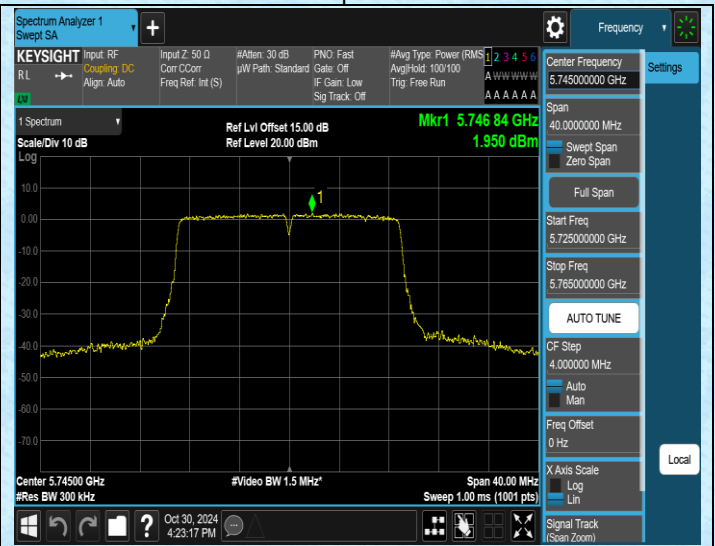 Spectrum Analyzer 1
Swept SA
+
Frequency
KEYSIGHT
RL
LXI
Input: RF
Coupling: DC
Align: Auto
Input Z: 50 Ω
Corr CCorr
Freq Ref: Int (S)
#Atten: 30 dB
µW Path: Standard
PNO: Fast
Gate: Off
IF Gain: Low
Sig Track: Off
#Avg Type: Power (RMS
Avg|Hold: 100/100
Trig: Free Run
1 2 3 4 5 6
A W W W W W
A A A A A A
1 Spectrum
Scale/Div 10 dB
Log
Ref Lvl Offset 15.00 dB
Ref Level 20.00 dBm
Mkr1 5.746 84 GHz
1.950 dBm
1
10.0
0.00
-10.0
-20.0
-30.0
-40.0
-50.0
-60.0
-70.0
Center 5.74500 GHz
#Res BW 300 kHz
#Video BW 1.5 MHz*
Span 40.00 MHz
Sweep 1.00 ms (1001 pts)
Oct 30, 2024
4:23:17 PM
?
Center Frequency
5.745000000 GHz
Span
40.0000000 MHz
Swept Span
Zero Span
Full Span
Start Freq
5.725000000 GHz
Stop Freq
5.765000000 GHz
AUTO TUNE
CF Step
4.000000 MHz
Auto
Man
Freq Offset
0 Hz
X Axis Scale
Log
Lin
Signal Track
(Span Zoom)
Settings
Local